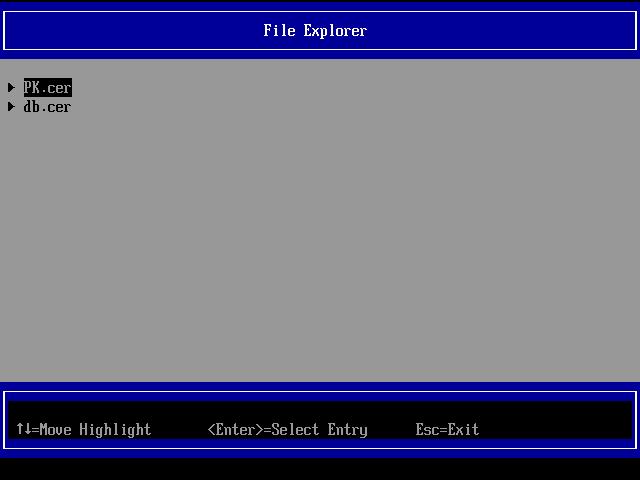 File Explorer
PK.cer
db.cer
↑↓=Move Highlight <Enter>=Select Entry Esc=Exit